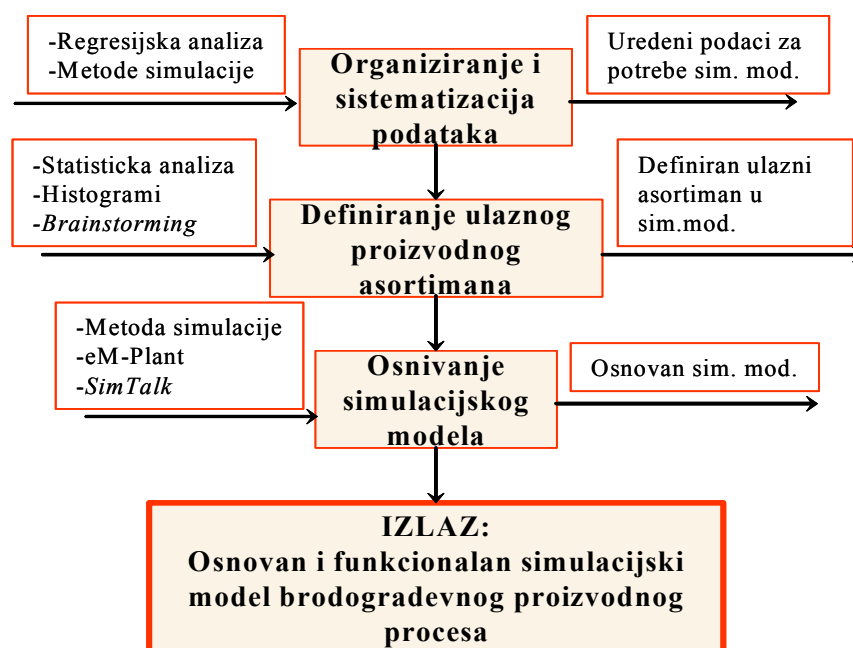 -Regresijska analiza
-Metode simulacije
Organiziranje i
sistematizacija
podataka
Uredeni podaci za
potrebe sim. mod.
-Statisticka analiza
-Histogrami
-Brainstorming
Definiranje ulaznog
proizvodnog
asortimana
Definiran ulazni
asortiman u
sim.mod.
-Metoda simulacije
-eM-Plant
-SimTalk
Osnivanje
simulacijskog
modela
Osnovan sim. mod.
IZLAZ:
Osnovan i funkcionalan simulacijski
model brodogradevnog proizvodnog
procesa